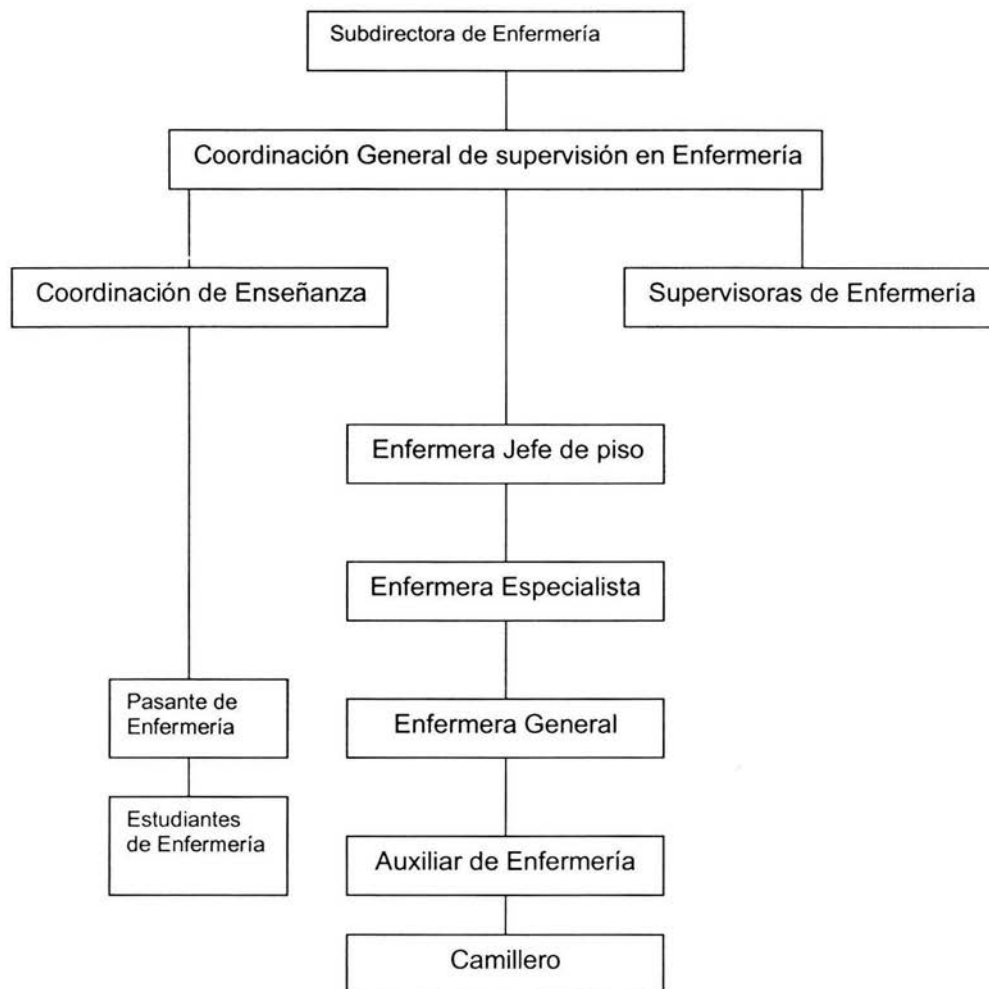 Subdirectora de Enfermería
Coordinación General de supervisión en Enfermería
Coordinación de Enseñanza
Supervisoras de Enfermería
Enfermera Jefe de piso
Enfermera Especialista
Pasante de
Enfermería
Enfermera General
Estudiantes
de Enfermería
Auxiliar de Enfermería
Camillero